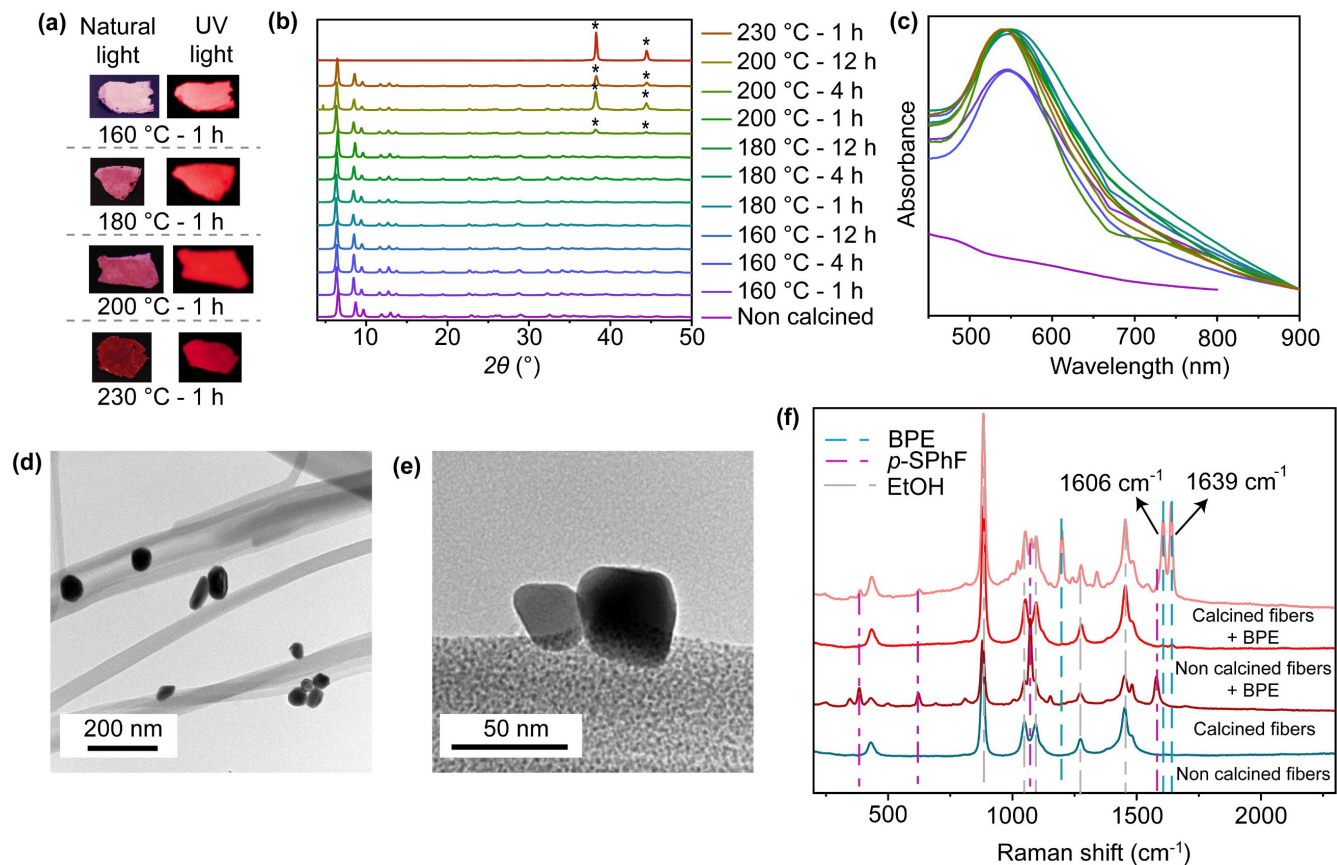 (a)
Natural light
UV light
160 °C - 1 h
180 °C - 1 h
200 °C - 1 h
230 °C - 1 h
(b)
*
*
*
*
*
*
*
*
10
20
30
40
50
2θ (°)
230 °C - 1 h
200 °C - 12 h
200 °C - 4 h
200 °C - 1 h
180 °C - 12 h
180 °C - 4 h
180 °C - 1 h
160 °C - 12 h
160 °C - 4 h
160 °C - 1 h
Non calcined
(c)
Absorbance
500
600
700
800
900
Wavelength (nm)
(d)
200 nm
(e)
50 nm
(f)
BPE
p-SPhF
EtOH
1606 cm⁻¹
1639 cm⁻¹
Calcined fibers
+ BPE
Non calcined fibers
+ BPE
Calcined fibers
Non calcined fibers
500
1000
1500
2000
Raman shift (cm⁻¹)